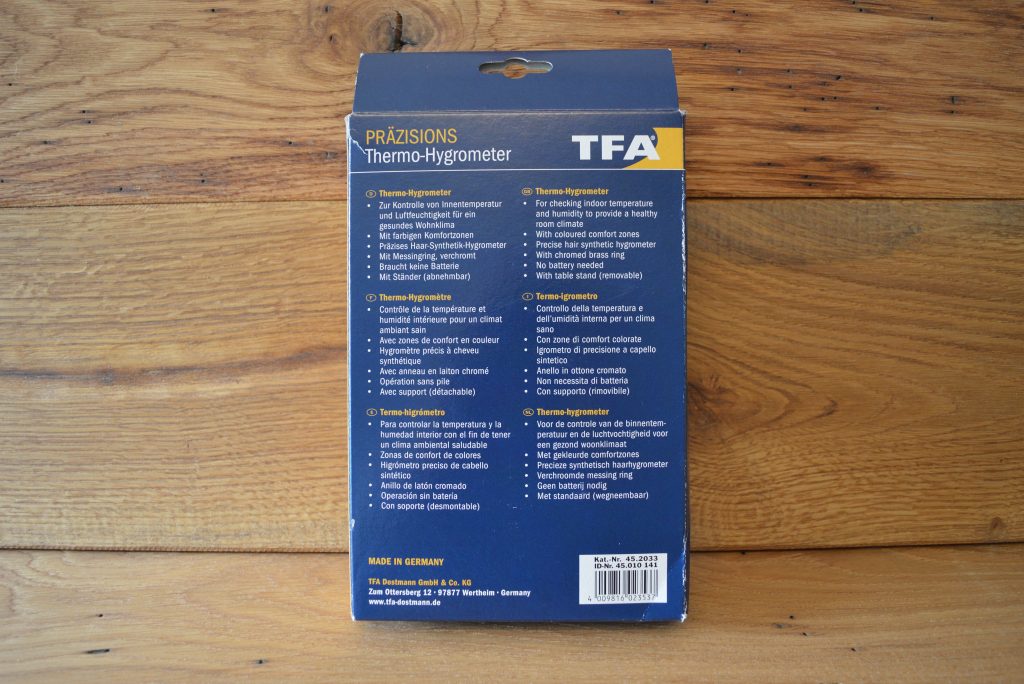 PRÄZISIONS
Thermo-Hygrometer
TFA®
D Thermo-Hygrometer
• Zur Kontrolle von Innentemperatur
und Luftfeuchtigkeit für ein
gesundes Wohnklima
• Mit farbigen Komfortzonen
• Präzises Haar-Synthetik-Hygrometer
• Mit Messingring, verchromt
• Braucht keine Batterie
• Mit Ständer (abnehmbar)
GB Thermo-Hygrometer
• For checking indoor temperature
and humidity to provide a healthy
room climate
• With coloured comfort zones
• Precise hair synthetic hygrometer
• With chromed brass ring
• No battery needed
• With table stand (removable)
F Thermo-Hygromètre
• Contrôle de la température et
humidité intérieure pour un climat
ambiant sain
• Avec zones de confort en couleur
• Hygromètre précis à cheveu
synthétique
• Avec anneau en laiton chromé
• Opération sans pile
• Avec support (détachable)
I Termo-igrometro
• Controllo della temperatura e
dell'umidità interna per un clima
sano
• Con zone di comfort colorate
• Igrometro di precisione a capello
sintetico
• Anello in ottone cromato
• Non necessita di batteria
• Con supporto (rimovibile)
E Termo-higrómetro
• Para controlar la temperatura y la
humedad interior con el fin de tener
un clima ambiental saludable
• Zonas de confort de colores
• Higrómetro preciso de cabello
sintético
• Anillo de latón cromado
• Operación sin batería
• Con soporte (desmontable)
NL Thermo-hygrometer
• Voor de controle van de binnentem-
peratuur en de luchtvochtigheid voor
een gezond woonklimaat
• Met gekleurde comfortzones
• Precieze synthetisch haarhygrometer
• Verchroomde messing ring
• Geen batterij nodig
• Met standaard (wegneembaar)
MADE IN GERMANY
TFA Dostmann GmbH & Co. KG
Zum Ottersberg 12 · 97877 Wertheim · Germany
www.tfa-dostmann.de
Kat.-Nr. 45.2033
ID-Nr. 45.010 141
4 009816 023537